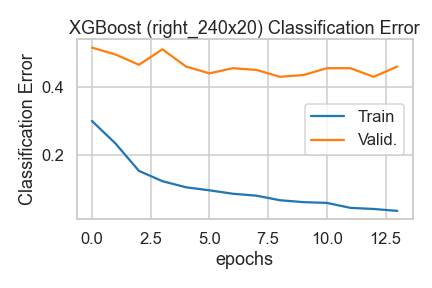 XGBoost (right_240x20) Classification Error
Classification Error
0.4
0.2
Train
Valid.
0.0 2.5 5.0 7.5 10.0 12.5
epochs